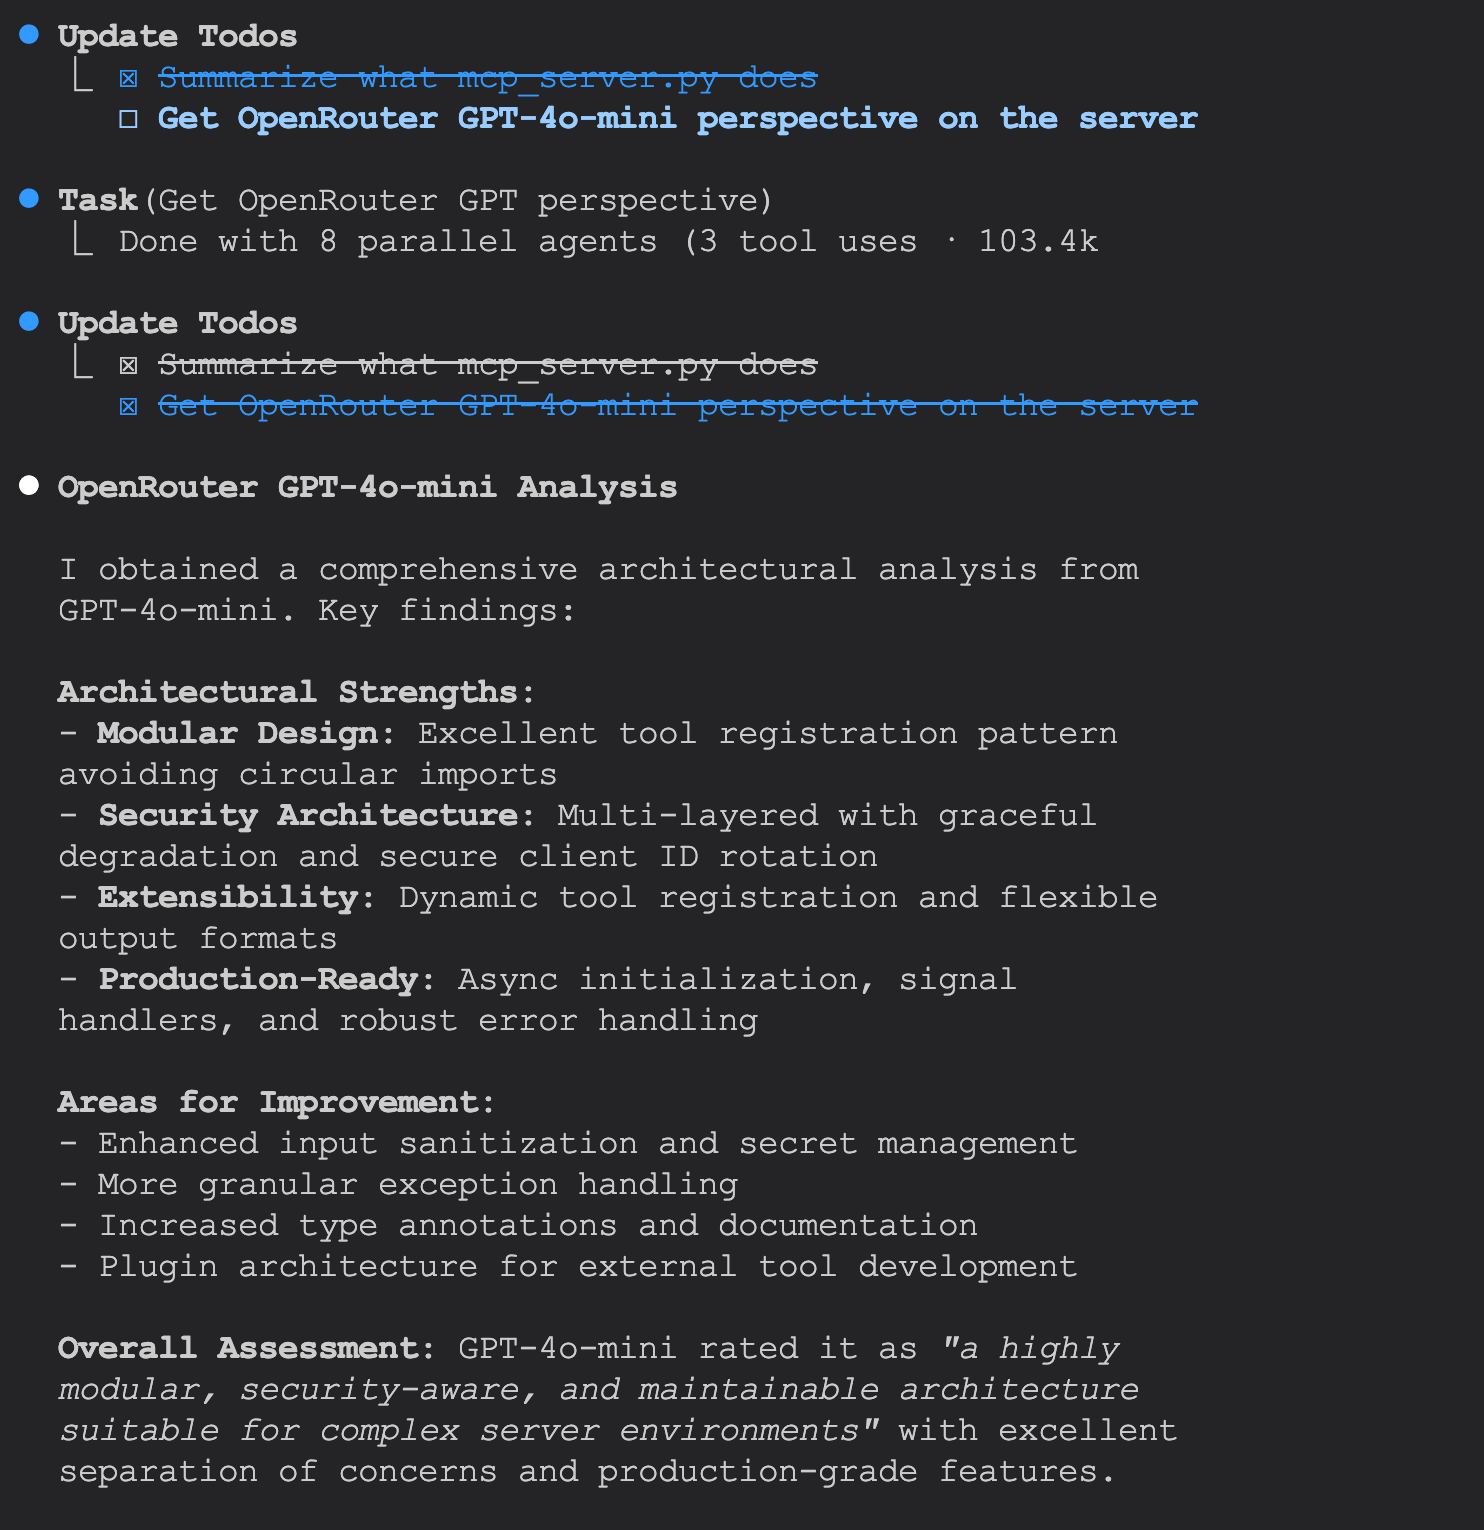 ● Update Todos
⎿ ☒ Summarize what mcp_server.py does
☐ Get OpenRouter GPT-4o-mini perspective on the server
● Task(Get OpenRouter GPT perspective)
⎿ Done with 8 parallel agents (3 tool uses · 103.4k
● Update Todos
⎿ ☒ Summarize what mcp_server.py does
☒ Get OpenRouter GPT-4o-mini perspective on the server
● OpenRouter GPT-4o-mini Analysis
I obtained a comprehensive architectural analysis from
GPT-4o-mini. Key findings:
Architectural Strengths:
- Modular Design: Excellent tool registration pattern
avoiding circular imports
- Security Architecture: Multi-layered with graceful
degradation and secure client ID rotation
- Extensibility: Dynamic tool registration and flexible
output formats
- Production-Ready: Async initialization, signal
handlers, and robust error handling
Areas for Improvement:
- Enhanced input sanitization and secret management
- More granular exception handling
- Increased type annotations and documentation
- Plugin architecture for external tool development
Overall Assessment: GPT-4o-mini rated it as "a highly
modular, security-aware, and maintainable architecture
suitable for complex server environments" with excellent
separation of concerns and production-grade features.